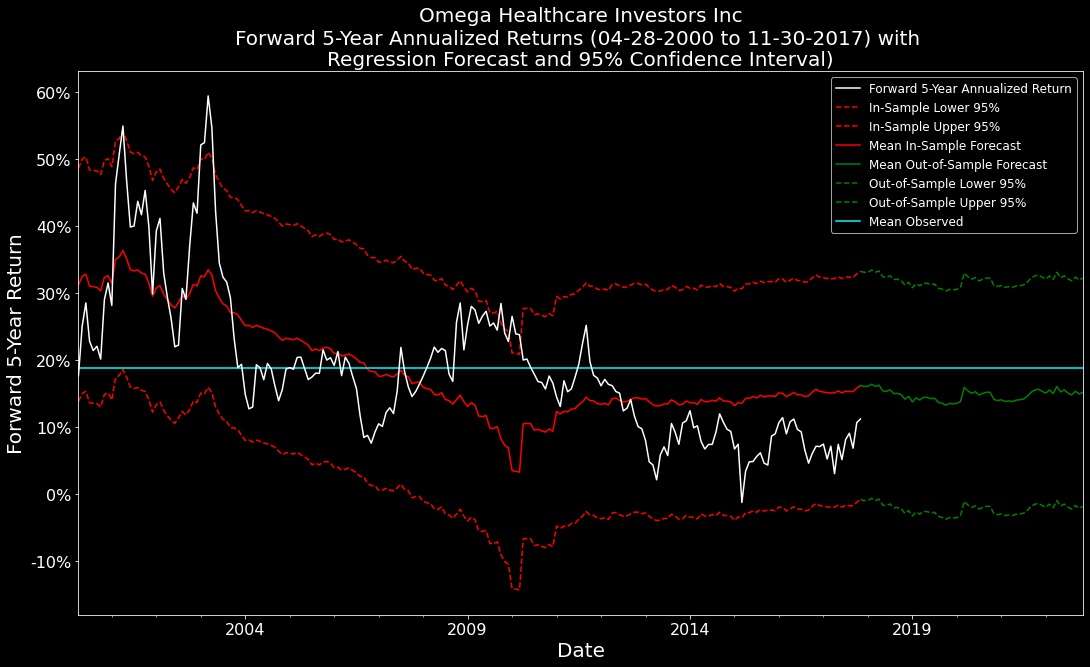 Omega Healthcare Investors Inc
Forward 5-Year Annualized Returns (04-28-2000 to 11-30-2017) with
Regression Forecast and 95% Confidence Interval)
Forward 5-Year Annualized Return
In-Sample Lower 95%
In-Sample Upper 95%
Mean In-Sample Forecast
Mean Out-of-Sample Forecast
Out-of-Sample Lower 95%
Out-of-Sample Upper 95%
Mean Observed
Forward 5-Year Return
60%
50%
40%
30%
20%
10%
0%
-10%
2004
2009
2014
2019
Date